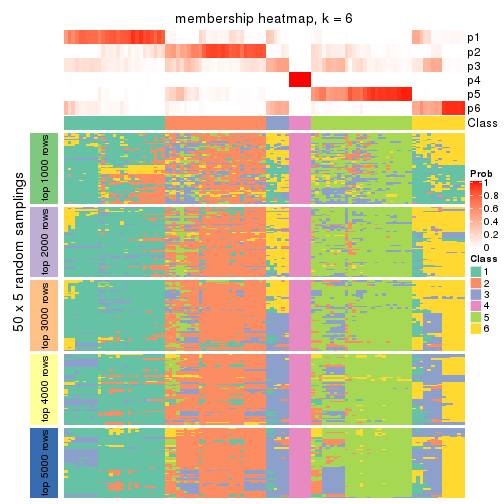 membership heatmap, k = 6
p1
p2
p3
p4
p5
p6
Class
50 x 5 random samplings
top 1000 rows
top 2000 rows
top 3000 rows
top 4000 rows
top 5000 rows
Prob
1
0.8
0.6
0.4
0.2
0
Class
1
2
3
4
5
6